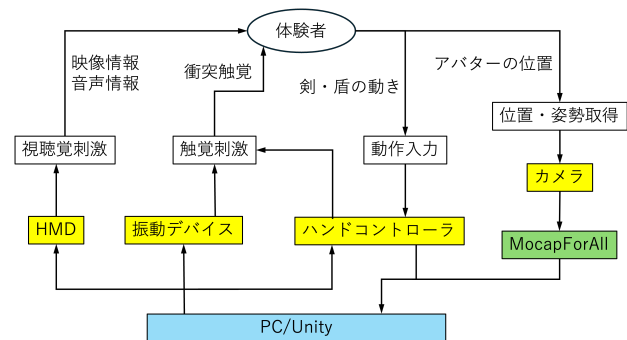 体験者
映像情報
音声情報
衝突触覚
剣・盾の動き
アバターの位置
視聴覚刺激
触覚刺激
動作入力
位置・姿勢取得
カメラ
HMD
振動デバイス
ハンドコントローラ
MocapForAll
PC/Unity